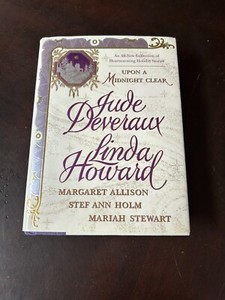 An All-New Collection of
Heartwarming Holiday Stories
UPON A
MIDNIGHT CLEAR
Jude
Deveraux
Linda
Howard
MARGARET ALLISON
STEF ANN HOLM
MARIAH STEWART